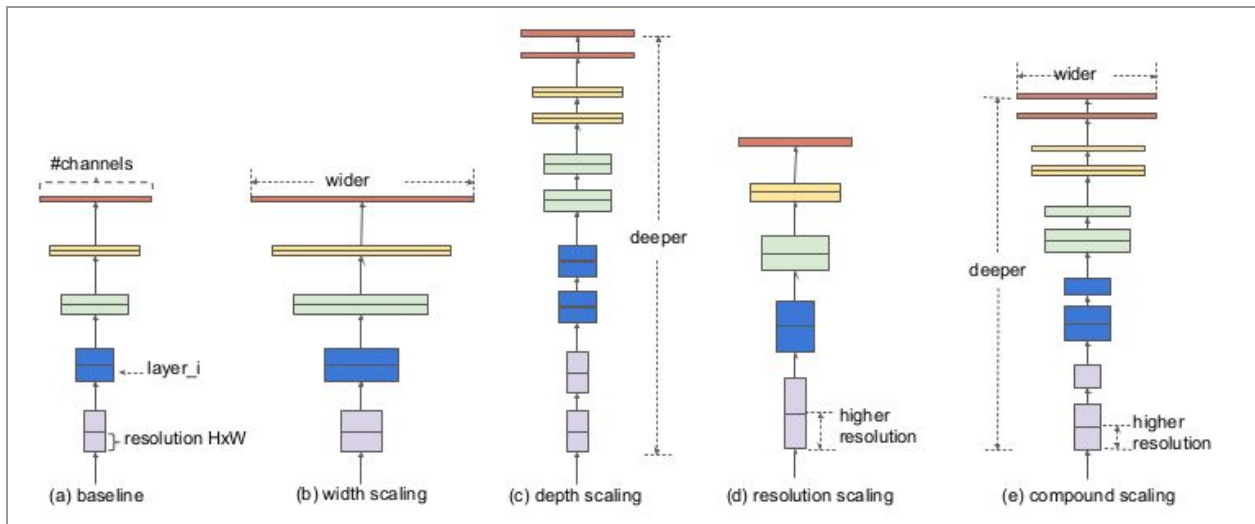 #channels
layer_i
resolution HxW
(a) baseline
wider
(b) width scaling
deeper
(c) depth scaling
higher
resolution
(d) resolution scaling
wider
deeper
higher
resolution
(e) compound scaling